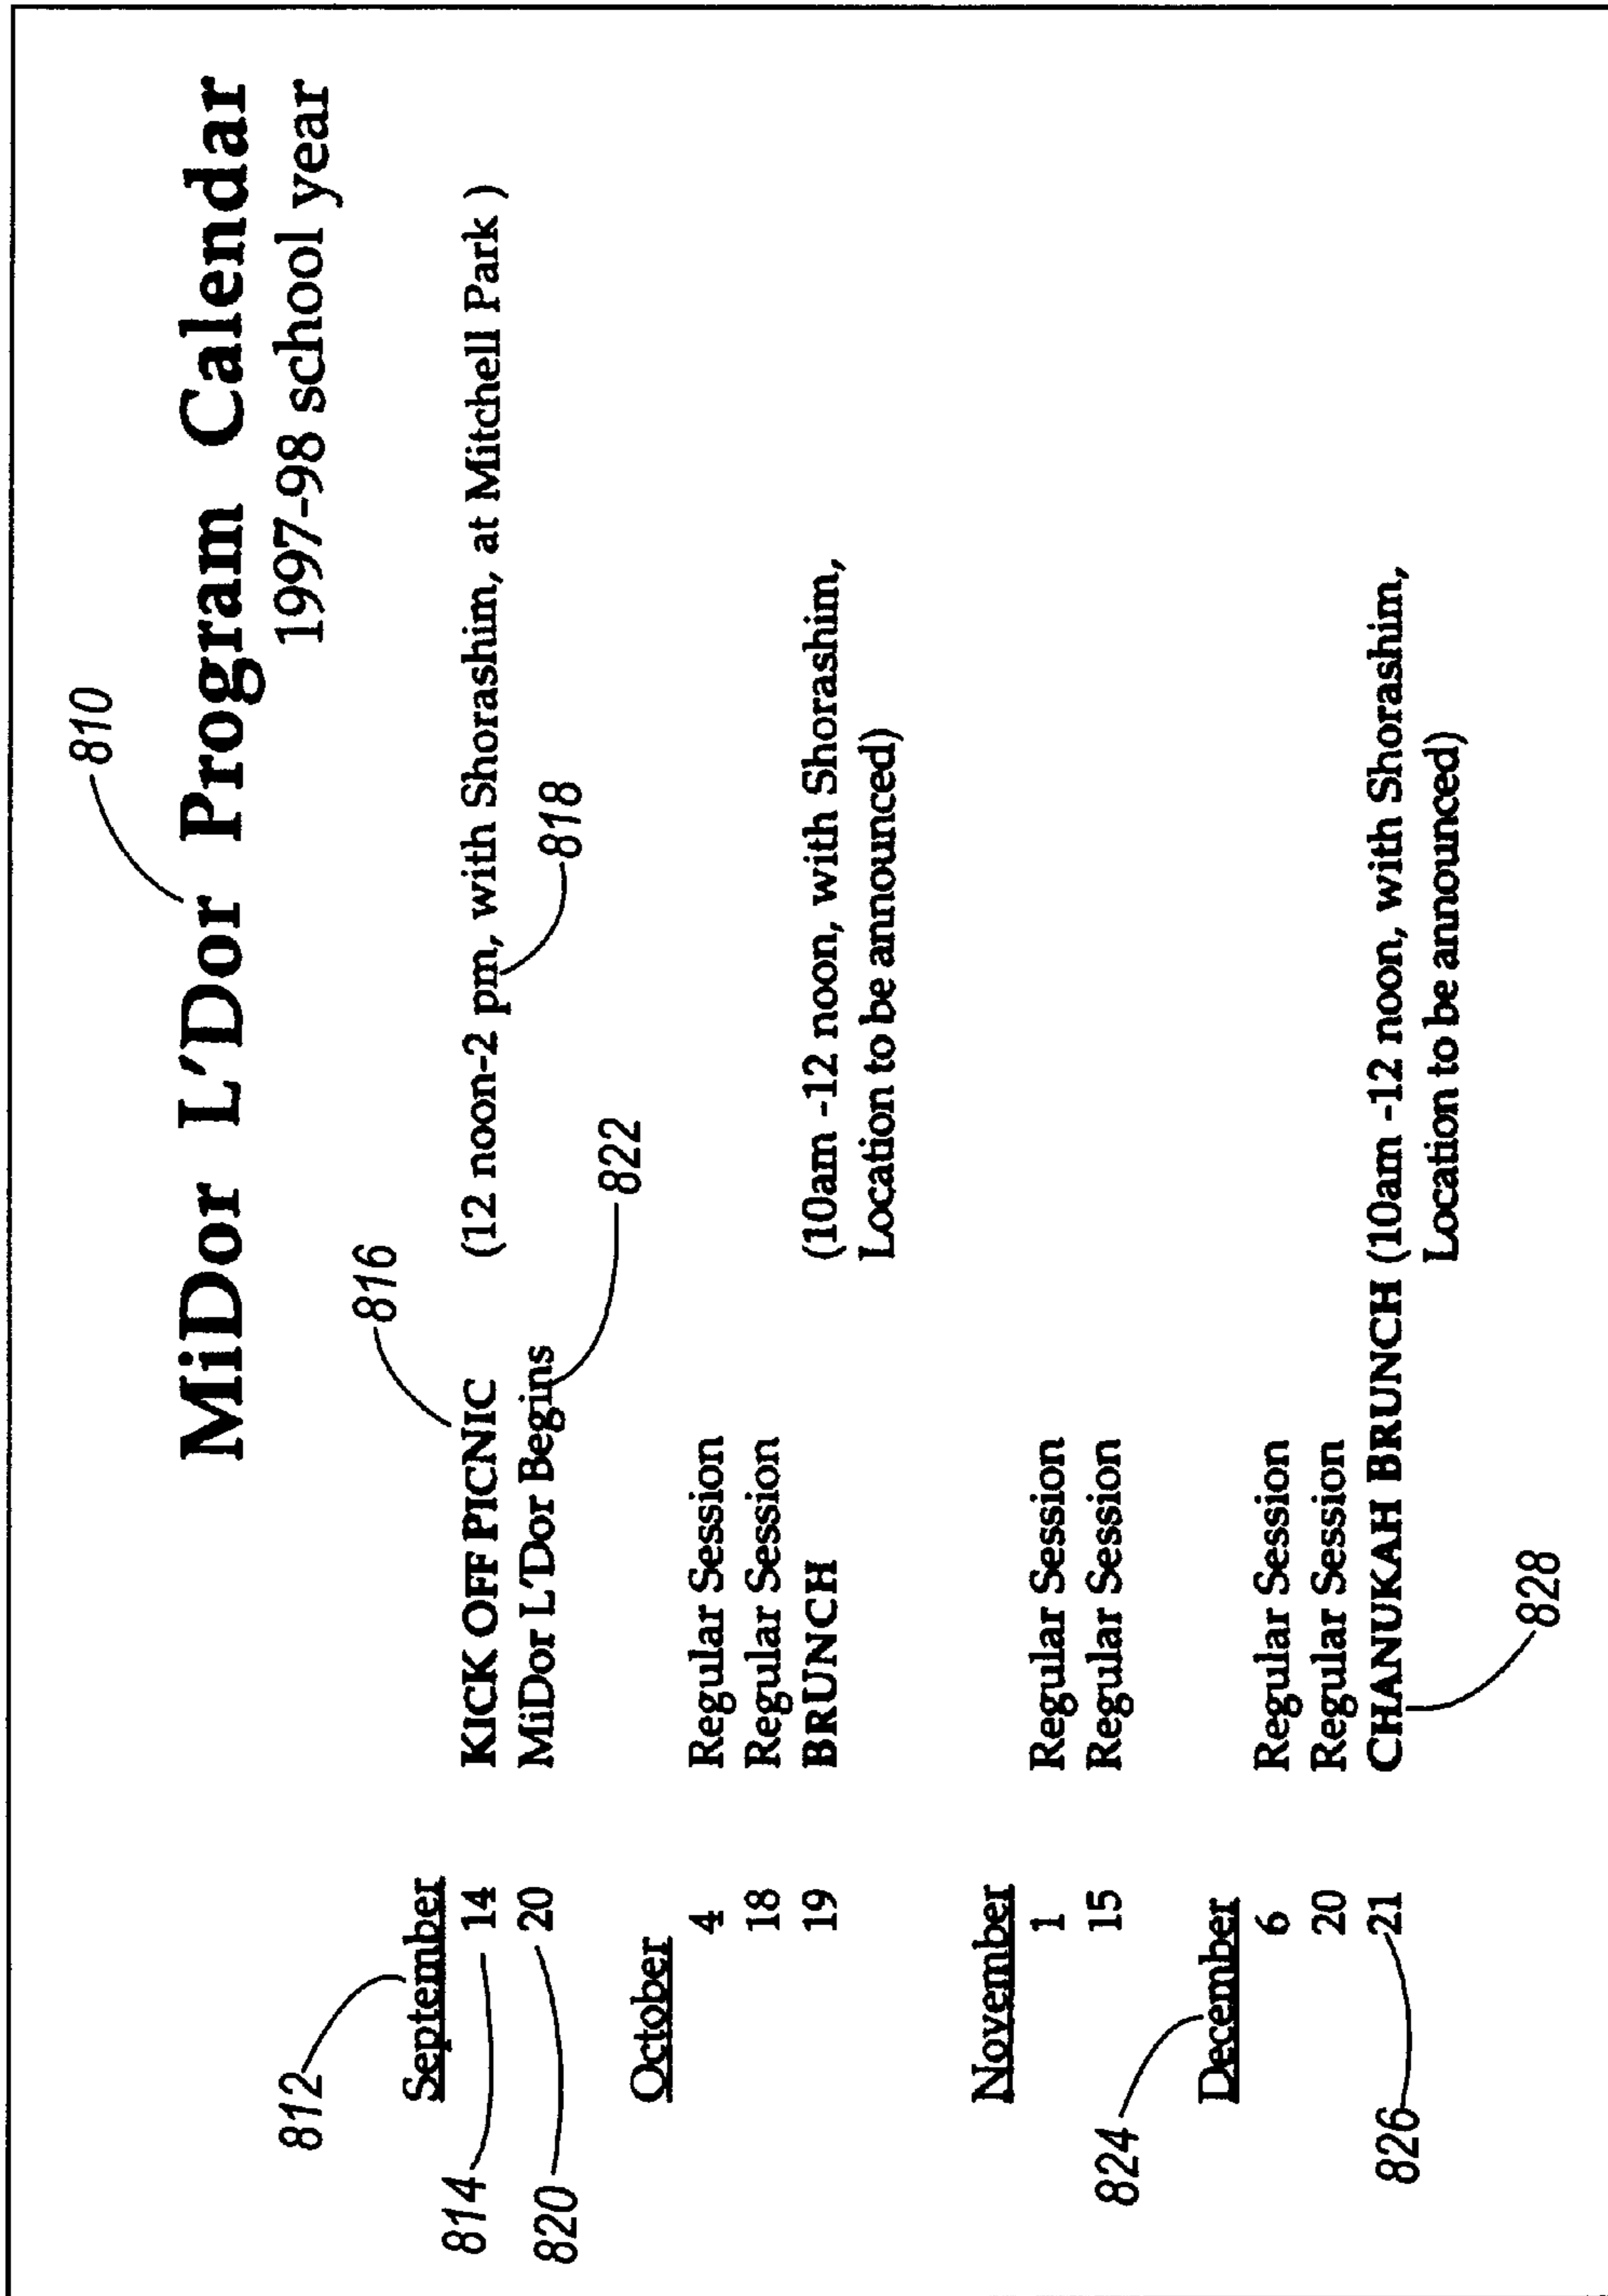 810
MiDor L'Dor Program Calendar
1997-98 school year
812
816
September
814 14 KICK OFF PICNIC (12 noon-2 pm, with Shorashim, at Mitchell Park )
820 20 MiDor L'Dor Begins 818
822
October
4 Regular Session
18 Regular Session
19 BRUNCH (10am -12 noon, with Shorashim,
Location to be announced)
November
1 Regular Session
15 Regular Session
824
December
6 Regular Session
20 Regular Session
21 CHANUKAH BRUNCH (10am -12 noon, with Shorashim,
826 Location to be announced)
828